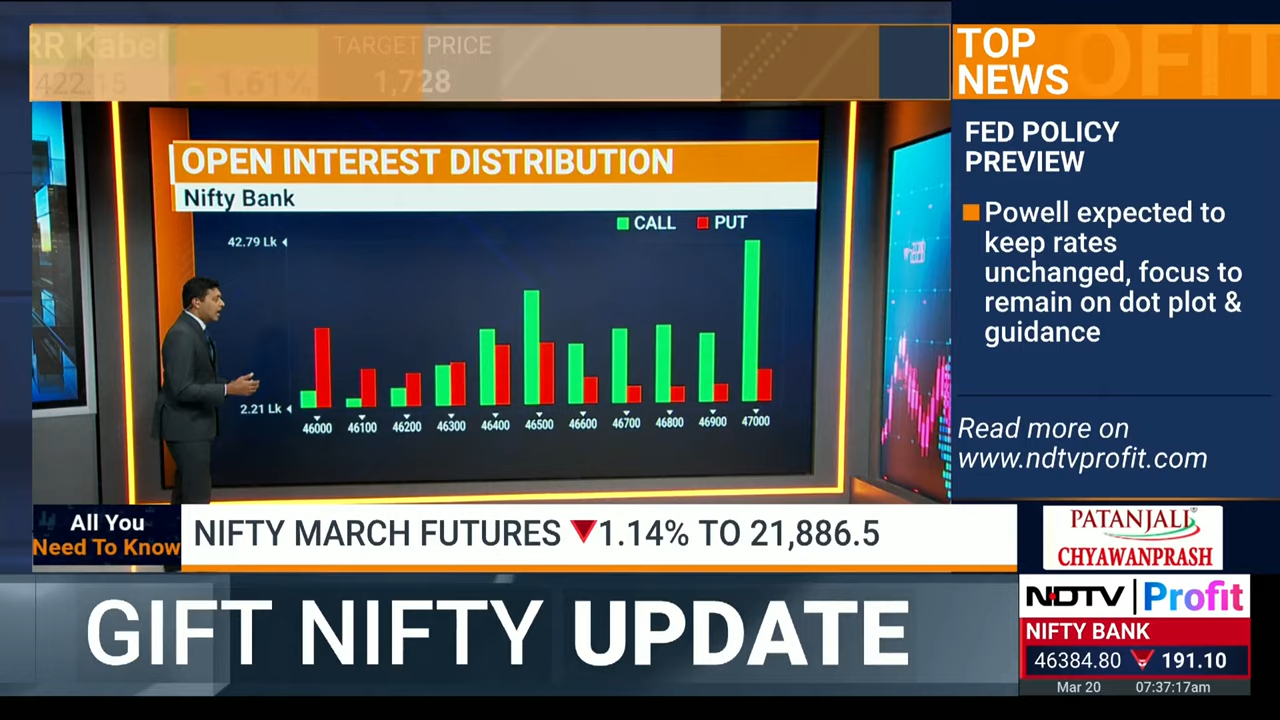 RR Kabel
422.15
1.61%
TARGET PRICE
1,728
OPEN INTEREST DISTRIBUTION
Nifty Bank
CALL
PUT
42.79 Lk
2.21 Lk
46000 46100 46200 46300 46400 46500 46600 46700 46800 46900 47000
TOP
NEWS
FED POLICY
PREVIEW
Powell expected to
keep rates
unchanged, focus to
remain on dot plot &
guidance
Read more on
www.ndtvprofit.com
All You
Need To Know
NIFTY MARCH FUTURES ▼1.14% TO 21,886.5
GIFT NIFTY UPDATE
PATANJALI
CHYAWANPRASH
NDTV Profit
NIFTY BANK
46384.80 191.10
Mar 20 07:37:17am